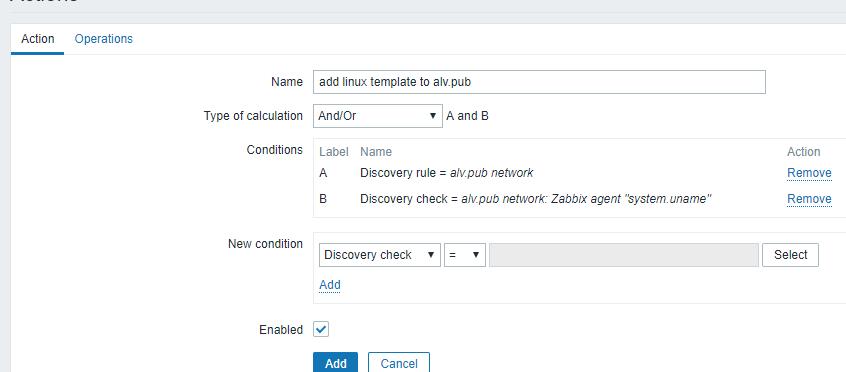 Actions
Action Operations
Name add linux template to alv.pub
Type of calculation And/Or A and B
Conditions Label Name Action
A Discovery rule = alv.pub network Remove
B Discovery check = alv.pub network: Zabbix agent "system.uname" Remove
New condition
Discovery check = Select
Add
Enabled
Add Cancel